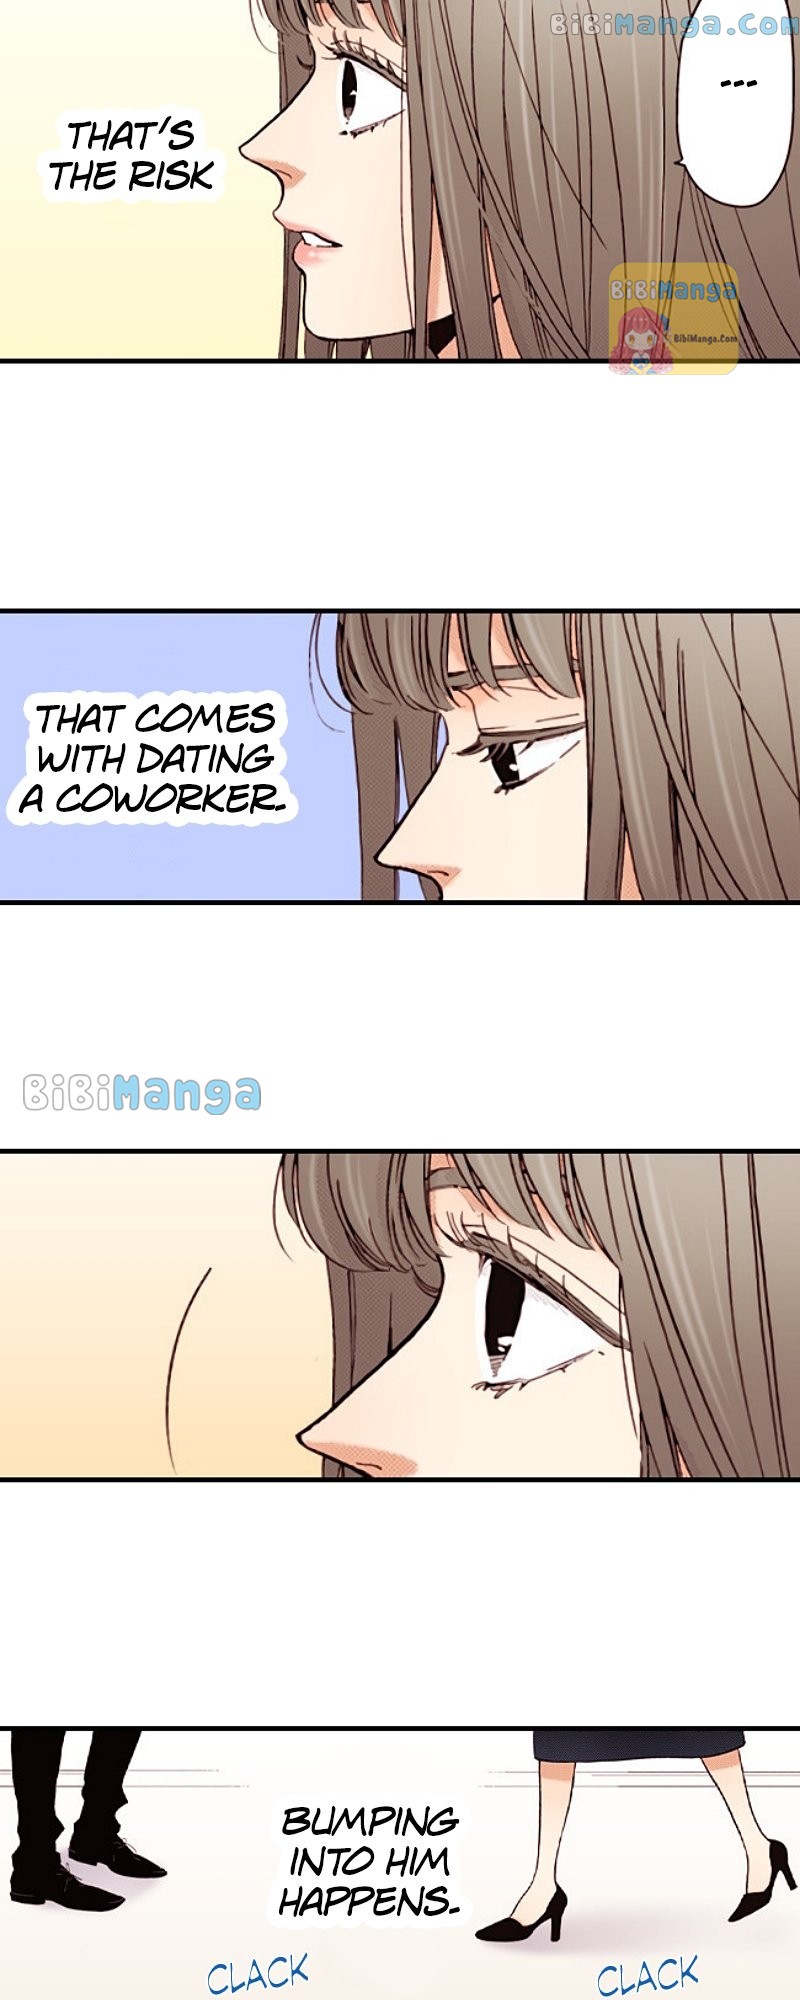 BiBiManga.Com
...
THAT'S
THE RISK
BiBiManga
BibiManga.Com
THAT COMES
WITH DATING
A COWORKER.
BiBiManga
BUMPING
INTO HIM
HAPPENS.
CLACK
CLACK